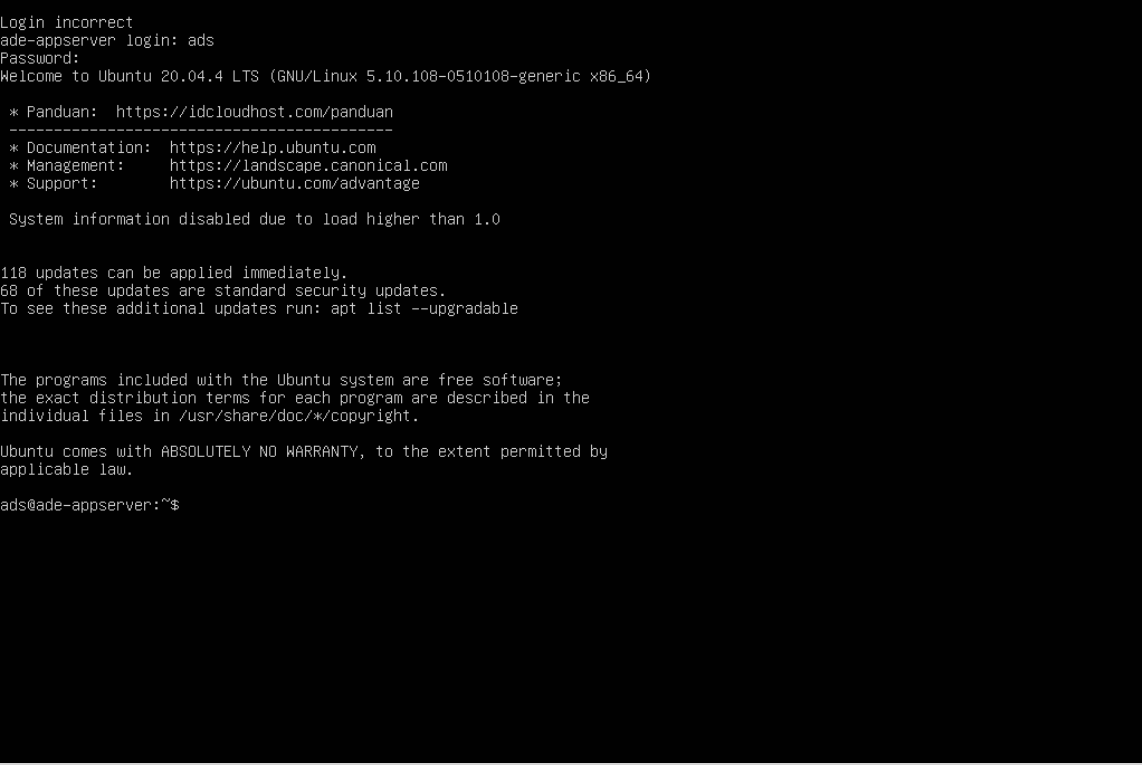 Login incorrect
ade-appserver login: ads
Password:
Welcome to Ubuntu 20.04.4 LTS (GNU/Linux 5.10.108-0510108-generic x86_64)
* Panduan:  https://idcloudhost.com/panduan
-------------------------------------------
* Documentation:  https://help.ubuntu.com
* Management:     https://landscape.canonical.com
* Support:        https://ubuntu.com/advantage
System information disabled due to load higher than 1.0
118 updates can be applied immediately.
68 of these updates are standard security updates.
To see these additional updates run: apt list --upgradable
The programs included with the Ubuntu system are free software;
the exact distribution terms for each program are described in the
individual files in /usr/share/doc/*/copyright.
Ubuntu comes with ABSOLUTELY NO WARRANTY, to the extent permitted by
applicable law.
ads@ade-appserver:~$